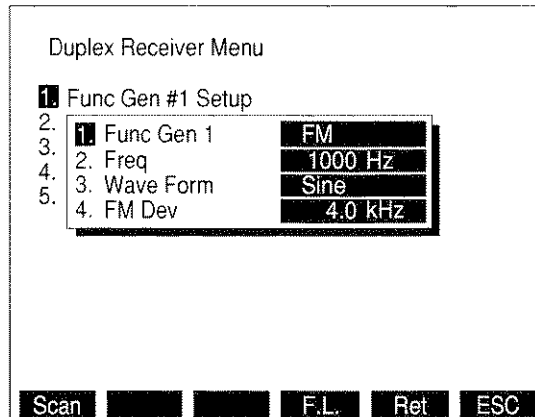 Duplex Receiver Menu
1. Func Gen #1 Setup
2.
3.
4.
5.
1. Func Gen 1 FM
2. Freq 1000 Hz
3. Wave Form Sine
4. FM Dev 4.0 kHz
Scan F.L. Ret ESC